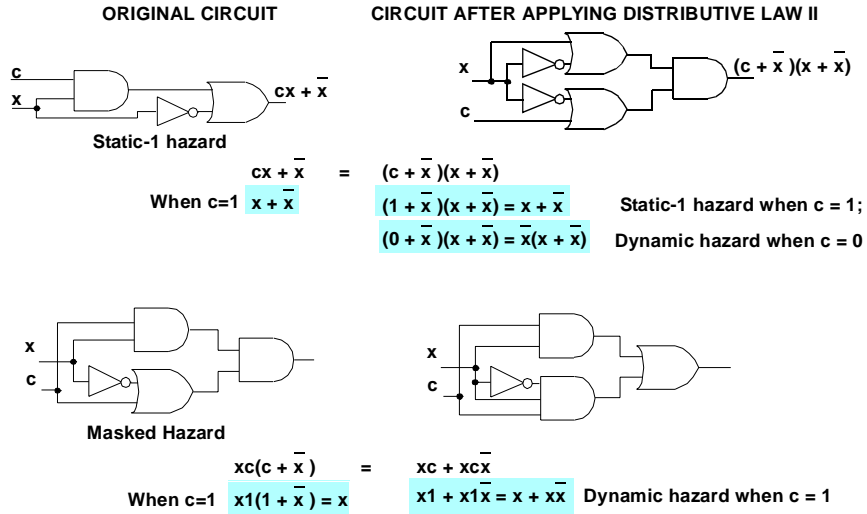 ORIGINAL CIRCUIT
CIRCUIT AFTER APPLYING DISTRIBUTIVE LAW II
c
x
cx + x̅
Static-1 hazard
x
c
(c + x̅ )(x + x̅)
cx + x̅ = (c + x̅ )(x + x̅)
When c=1 x + x̅ (1 + x̅ )(x + x̅) = x + x̅ Static-1 hazard when c = 1;
(0 + x̅ )(x + x̅) = x̅(x + x̅) Dynamic hazard when c = 0
x
c
Masked Hazard
x
c
xc(c + x̅ ) = xc + xcx̅
When c=1 x1(1 + x̅ ) = x x1 + x1x̅ = x + xx̅ Dynamic hazard when c = 1